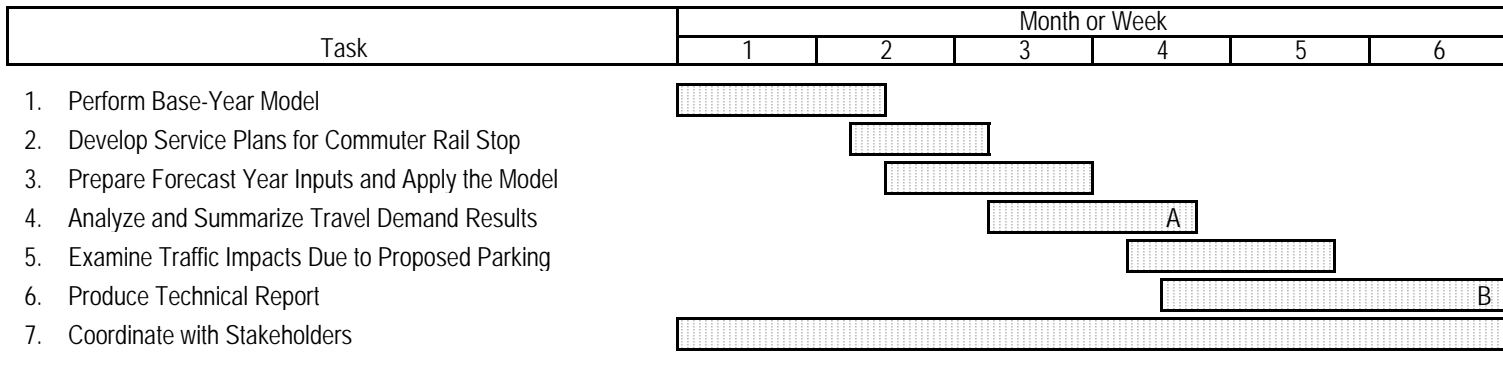 Month or Week
Task 1 2 3 4 5 6
1. Perform Base-Year Model
2. Develop Service Plans for Commuter Rail Stop
3. Prepare Forecast Year Inputs and Apply the Model
4. Analyze and Summarize Travel Demand Results A
5. Examine Traffic Impacts Due to Proposed Parking
6. Produce Technical Report B
7. Coordinate with Stakeholders